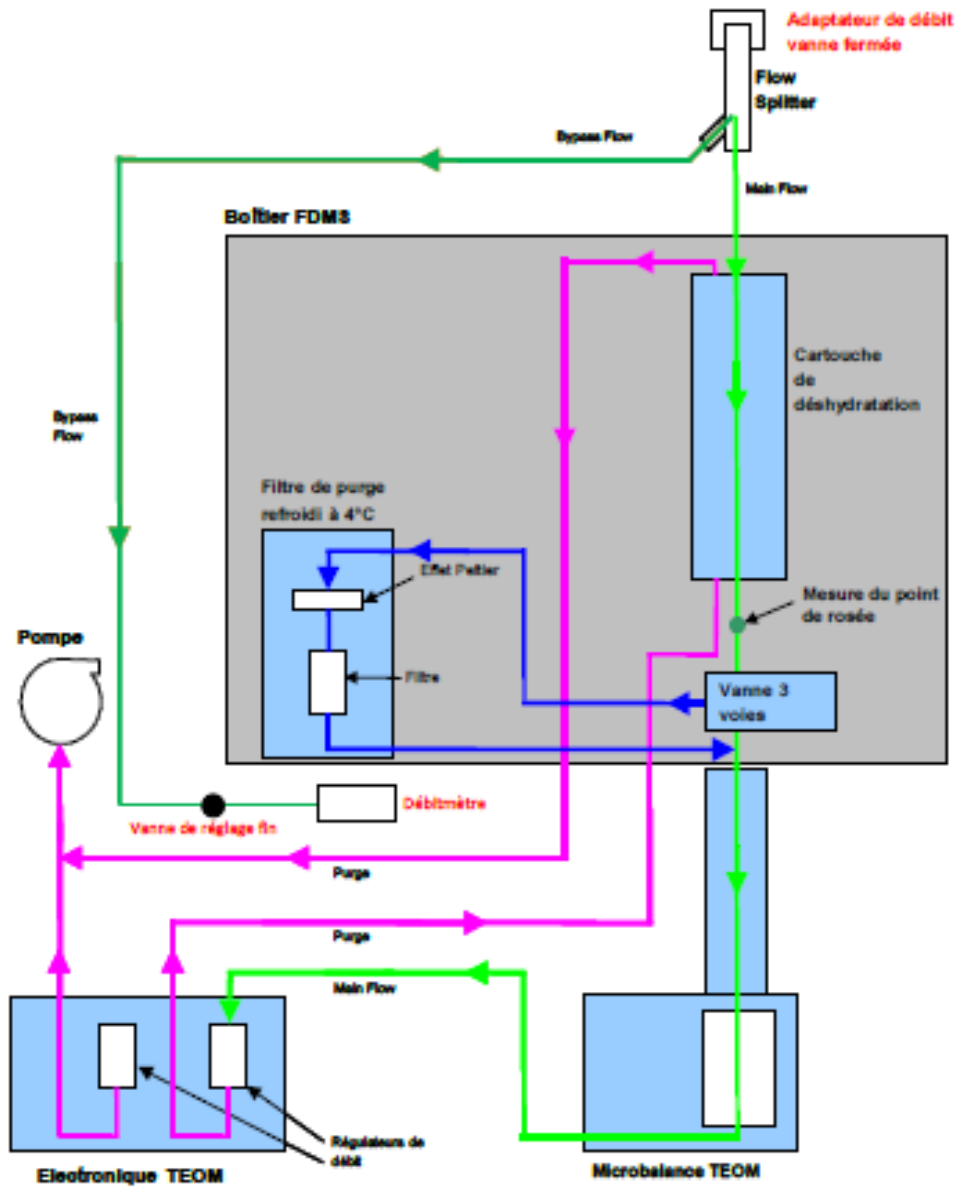 Adaptateur de débit
vanne fermée
Flow
Splitter
Bypass Flow
Main Flow
Boîtier FDMS
Cartouche
de
déshydratation
Bypass
Flow
Filtre de purge
refroidi à 4°C
Effet Peltier
Mesure du point
de rosée
Pompe
Filtre
Vanne 3
voies
Débitmètre
Vanne de réglage fin
Purge
Purge
Main Flow
Régulateurs de
débit
Electronique TEOM
Microbalance TEOM